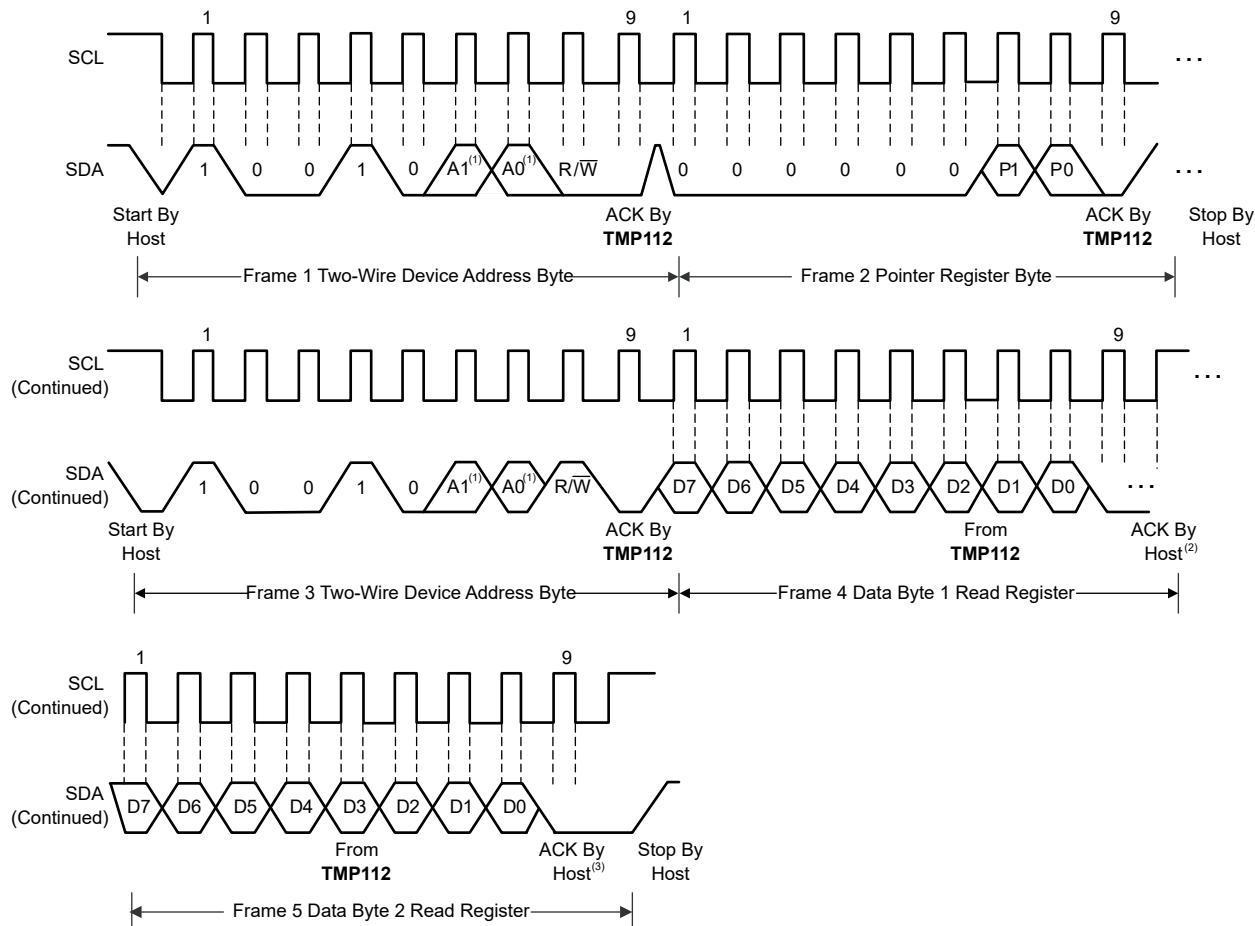 1 9 1 9
SCL ...
SDA 1 0 0 1 0 A1(1) A0(1) R/W̅ 0 0 0 0 0 0 P1 P0 ...
Start By Host ACK By TMP112 ACK By TMP112 Stop By Host
Frame 1 Two-Wire Device Address Byte Frame 2 Pointer Register Byte
1 9 1 9
SCL (Continued) ...
SDA (Continued) 1 0 0 1 0 A1(1) A0(1) R/W̅ D7 D6 D5 D4 D3 D2 D1 D0 ...
Start By Host ACK By TMP112 From TMP112 ACK By Host(2)
Frame 3 Two-Wire Device Address Byte Frame 4 Data Byte 1 Read Register
1 9
SCL (Continued)
SDA (Continued) D7 D6 D5 D4 D3 D2 D1 D0
From TMP112 ACK By Host(3) Stop By Host
Frame 5 Data Byte 2 Read Register